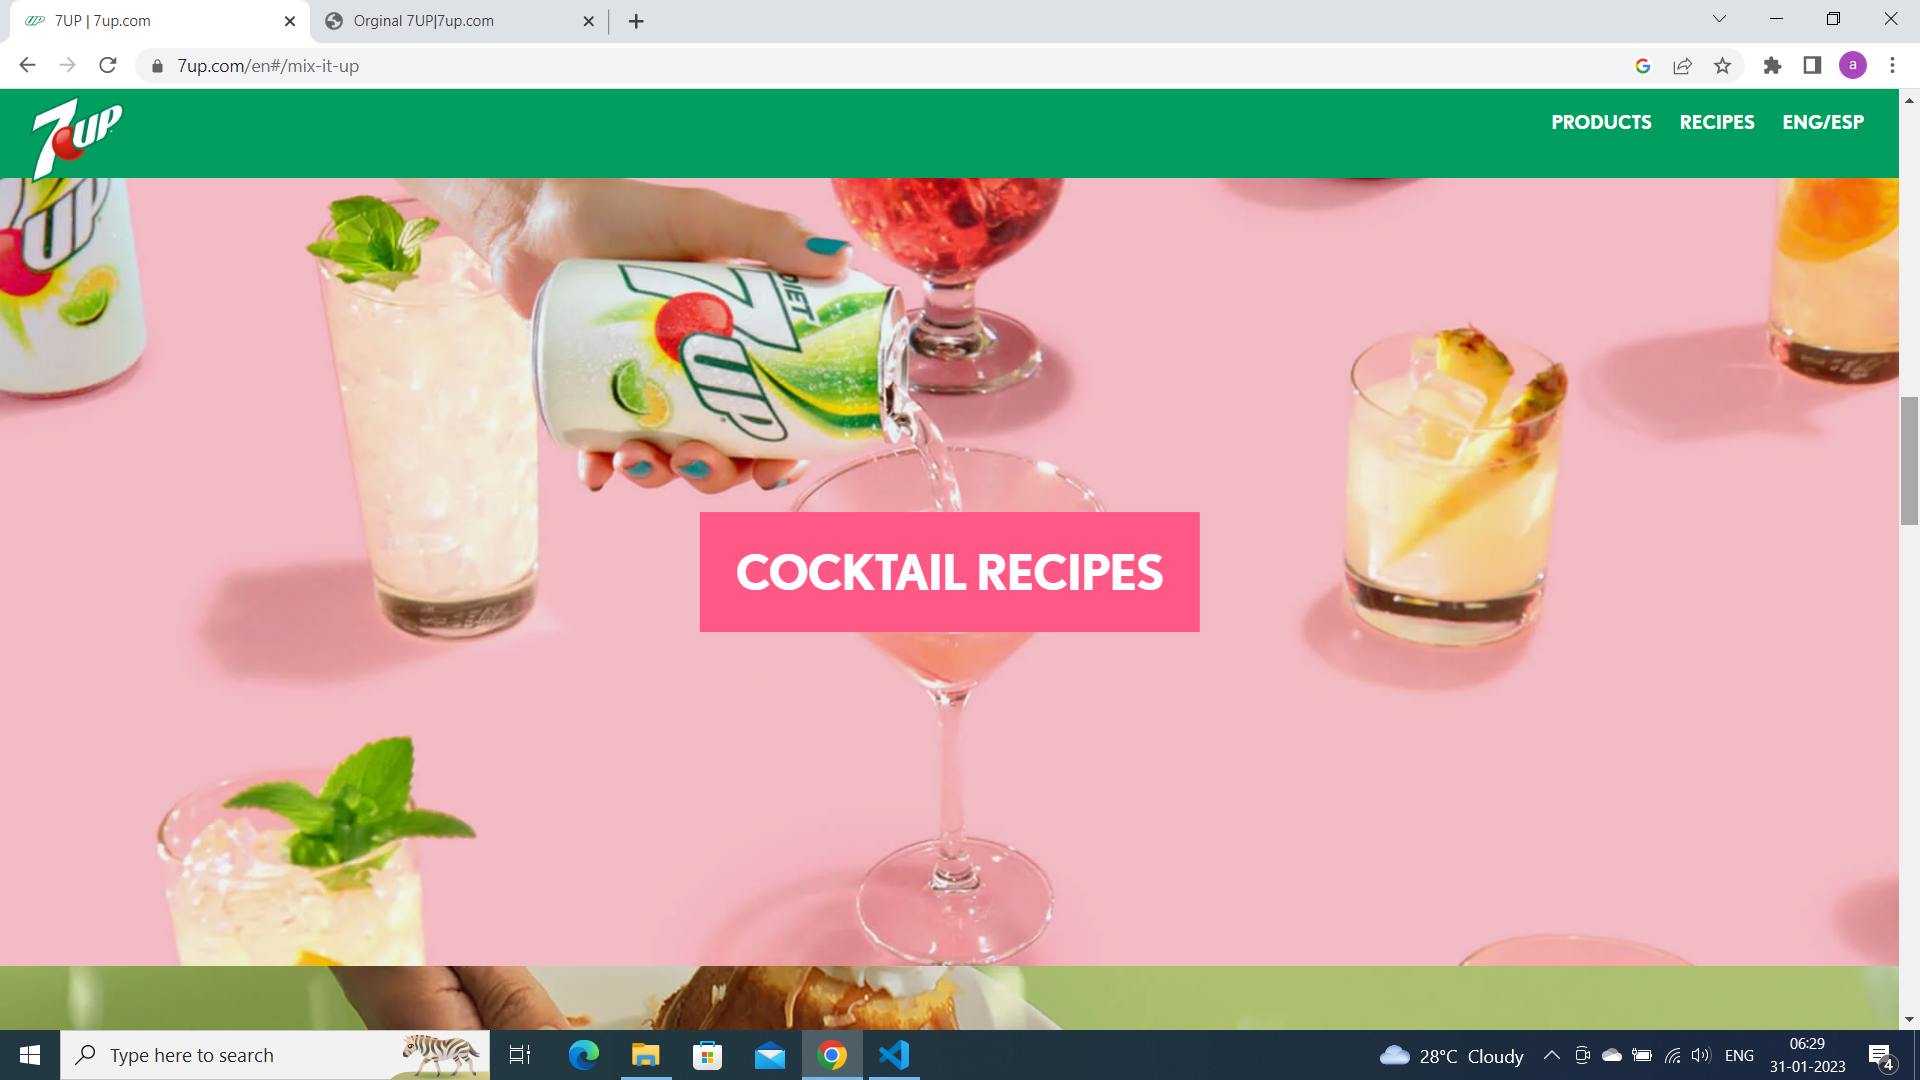 7UP | 7up.com
Orginal 7UP|7up.com
7up.com/en#/mix-it-up
a
7UP
PRODUCTS
RECIPES
ENG/ESP
UP
DIET
7UP
COCKTAIL RECIPES
Type here to search
28°C Cloudy
ENG
06:29
31-01-2023
4